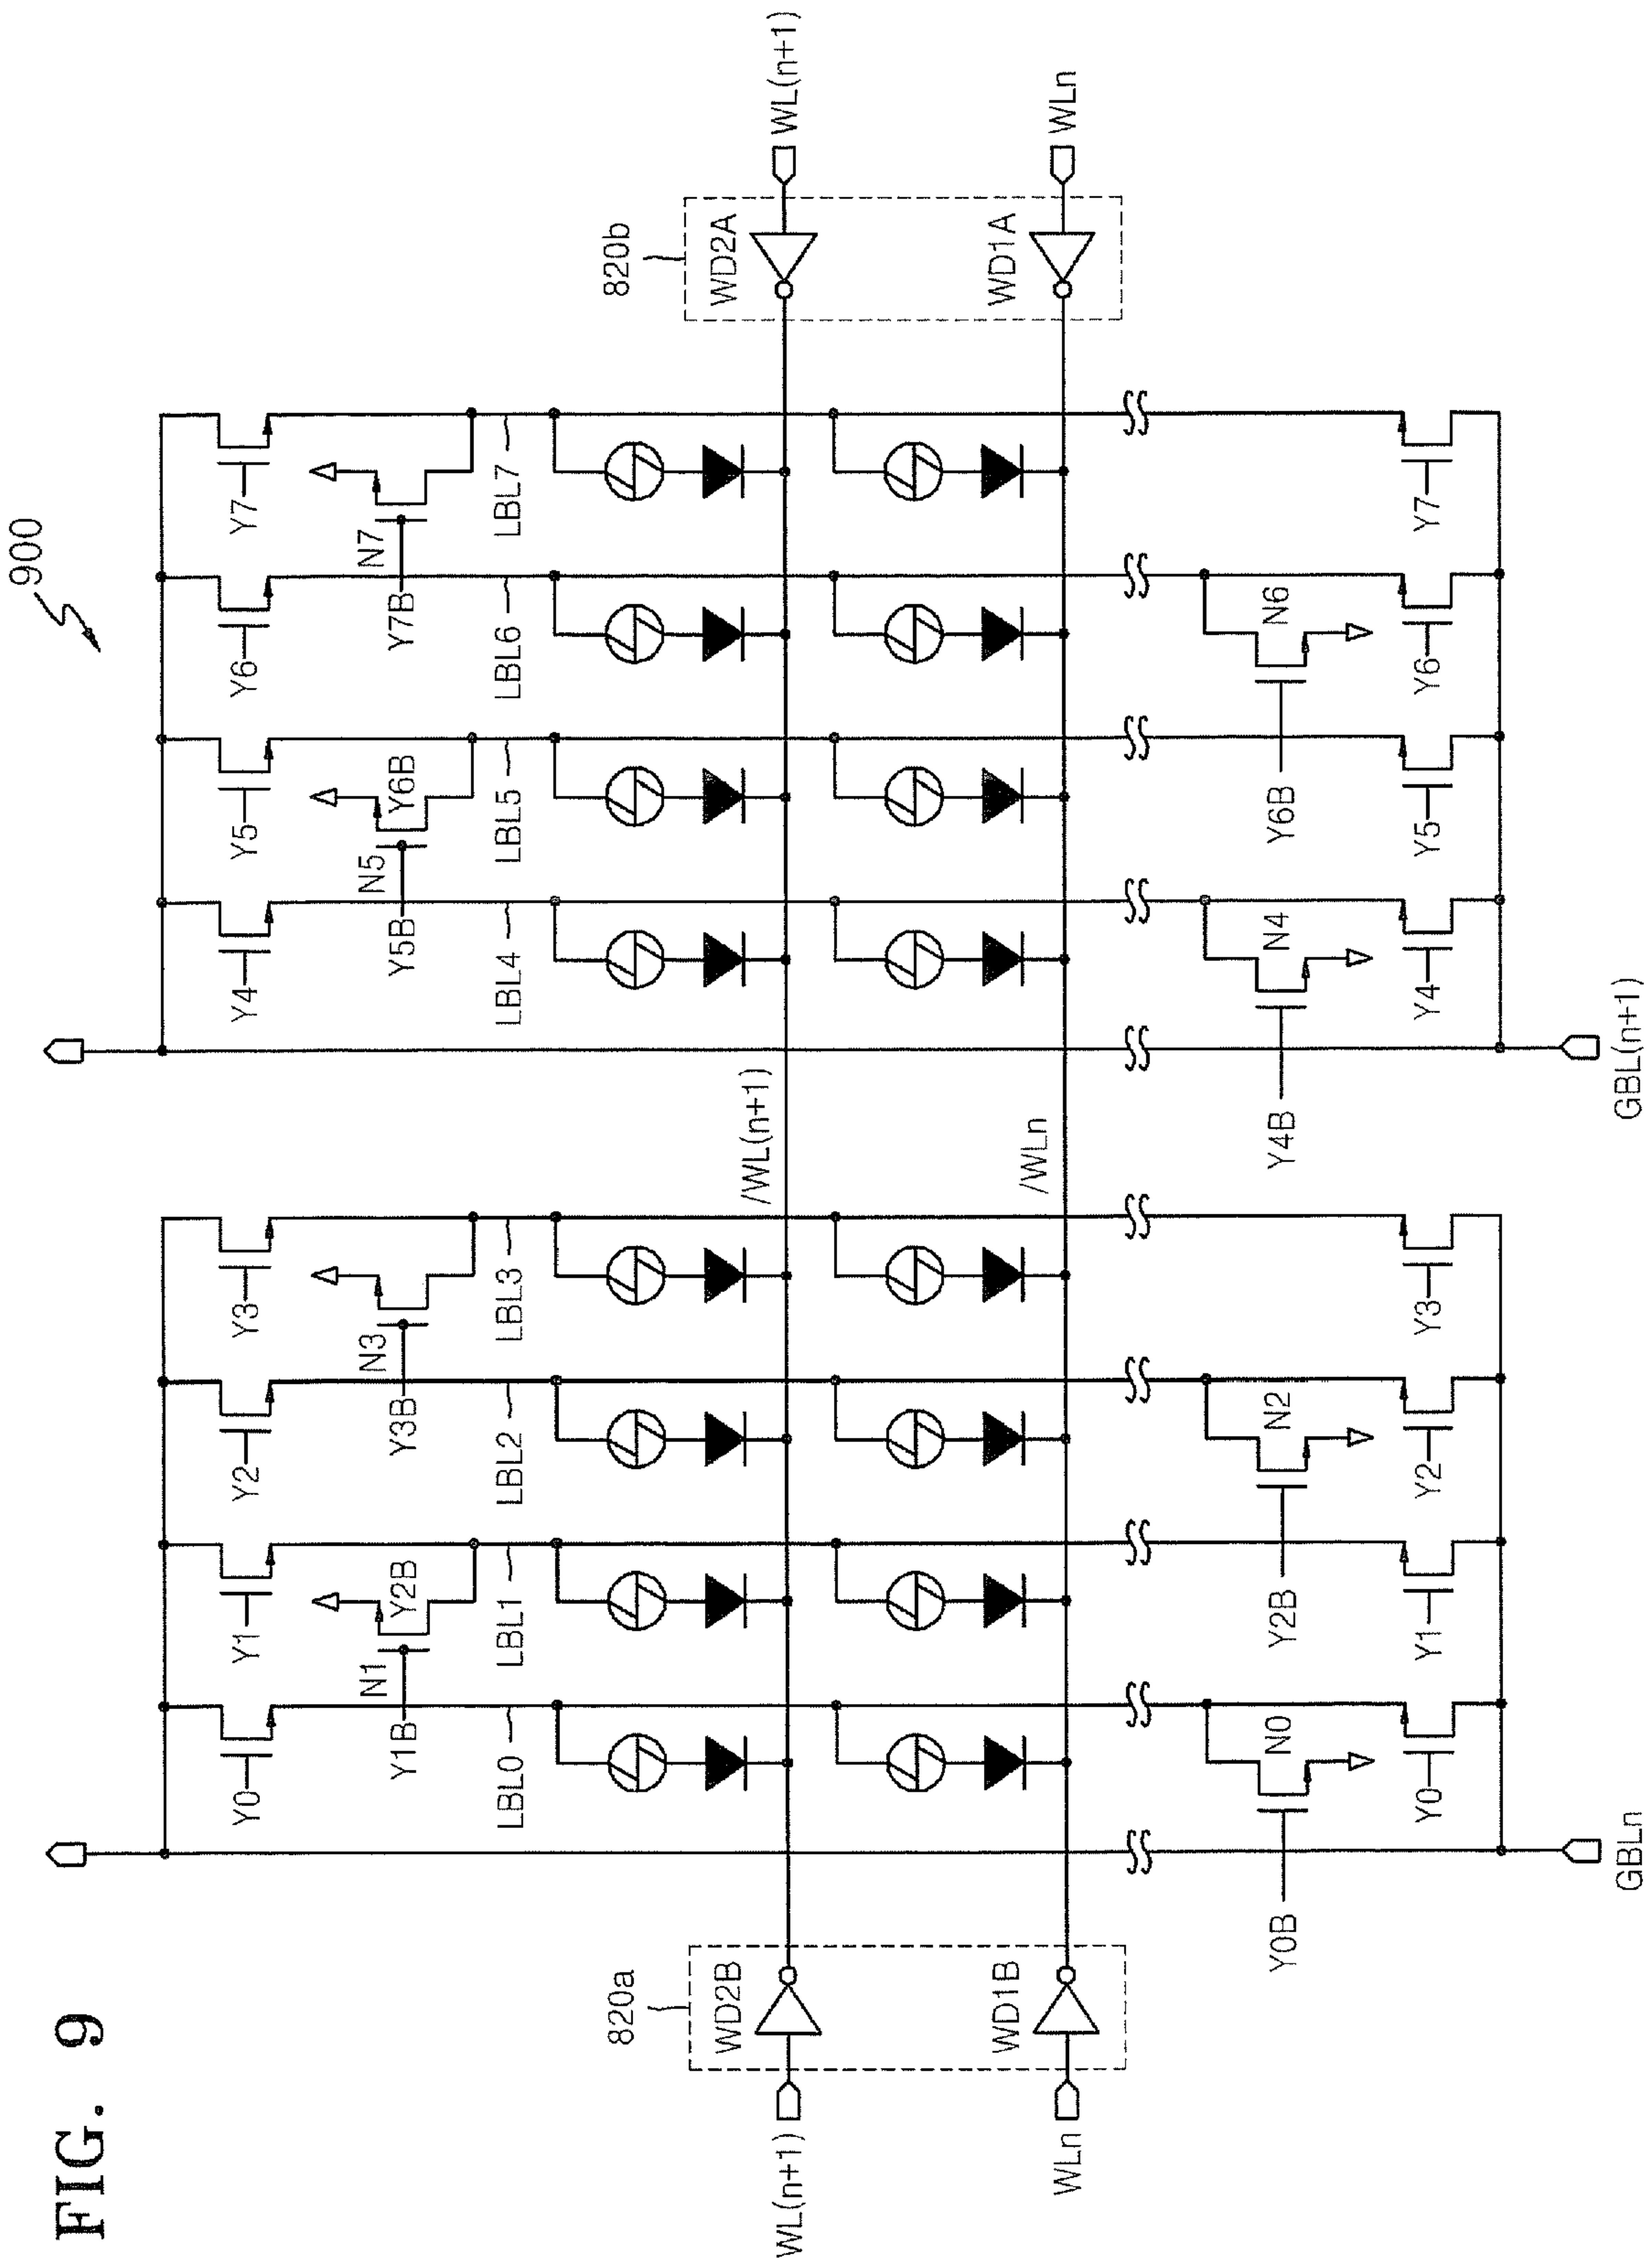 FIG. 9
900
820a
820b
WL(n+1)
WLn
WD2B
WD1B
WD2A
WD1A
WL(n+1)
WLn
/WL(n+1)
/WLn
Y0
Y1
Y2
Y3
Y4
Y5
Y6
Y7
Y1B
N1
Y2B
Y3B
N3
Y5B
N5
Y6B
Y7B
N7
LBL0
LBL1
LBL2
LBL3
LBL4
LBL5
LBL6
LBL7
Y0B
N0
Y2B
N2
Y4B
N4
Y6B
N6
Y0
Y1
Y2
Y3
Y4
Y5
Y6
Y7
GBLn
GBL(n+1)